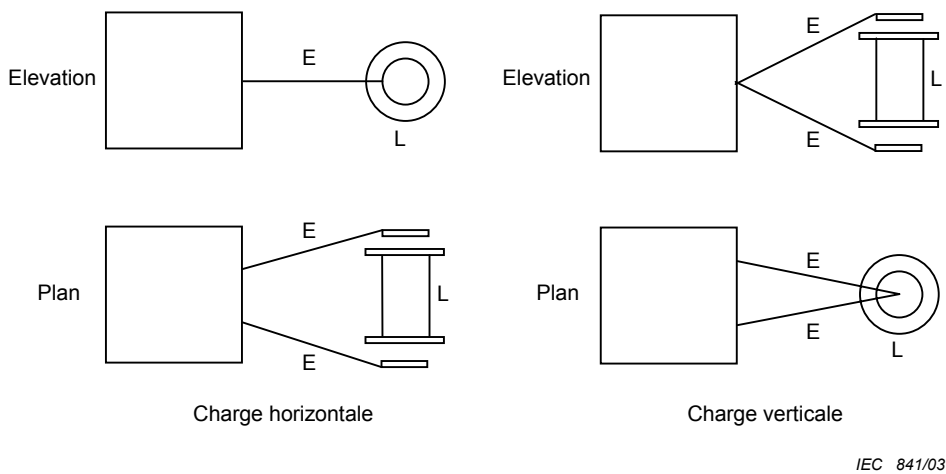 E
Elevation
L
E
Elevation
L
E
E
Plan
L
E
E
Plan
E
L
Charge horizontale
Charge verticale
IEC 841/03